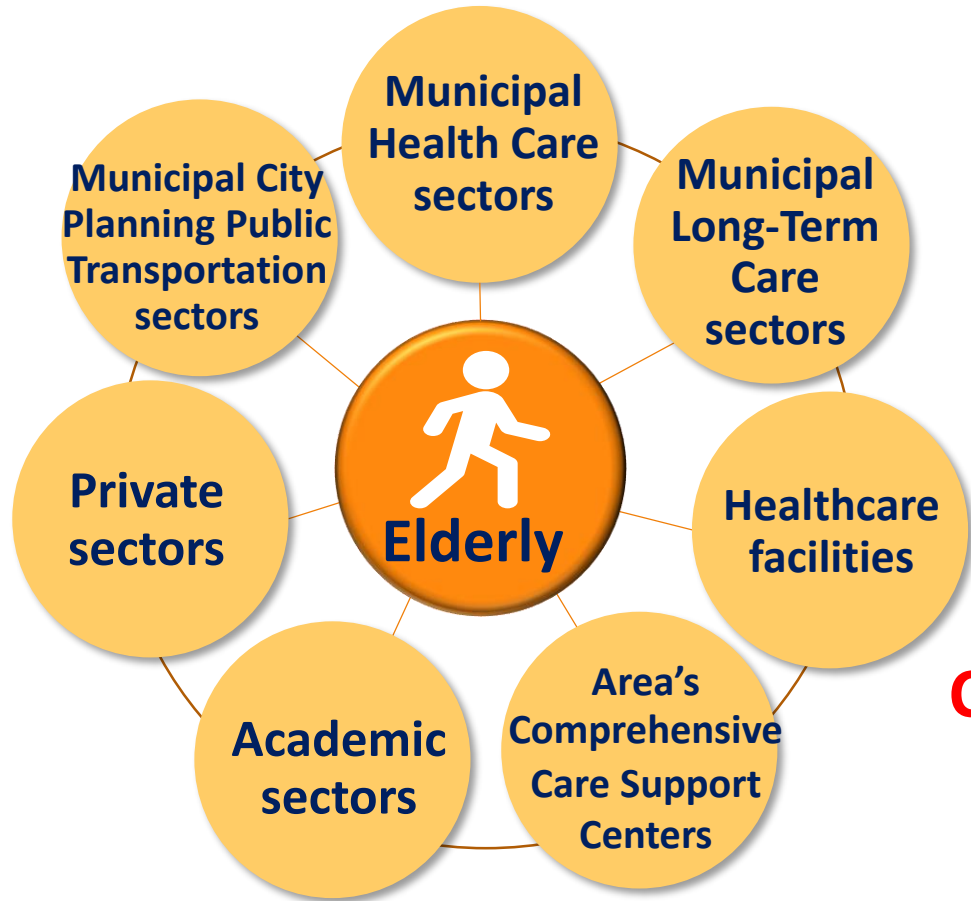 Municipal
Health Care
sectors
Municipal City
Planning Public
Transportation
sectors
Municipal
Long-Term
Care
sectors
Private
sectors
Elderly
Healthcare
facilities
Academic
sectors
Area’s
Comprehensive
Care Support
Centers